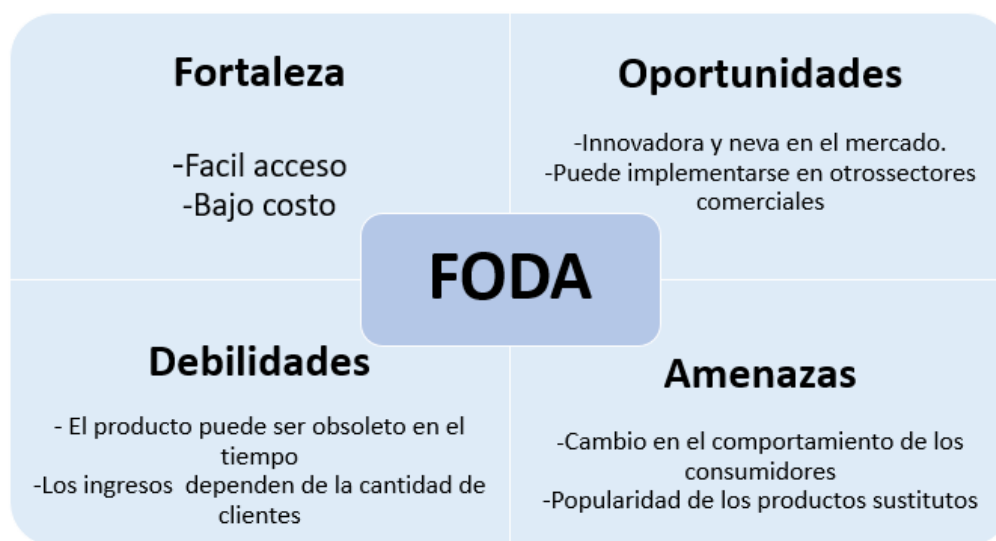 Fortaleza
-Facil acceso
-Bajo costo
Oportunidades
-Innovadora y neva en el mercado.
-Puede implementarse en otrossectores
comerciales
FODA
Debilidades
- El producto puede ser obsoleto en el
tiempo
-Los ingresos  dependen de la cantidad de
clientes
Amenazas
-Cambio en el comportamiento de los
consumidores
-Popularidad de los productos sustitutos